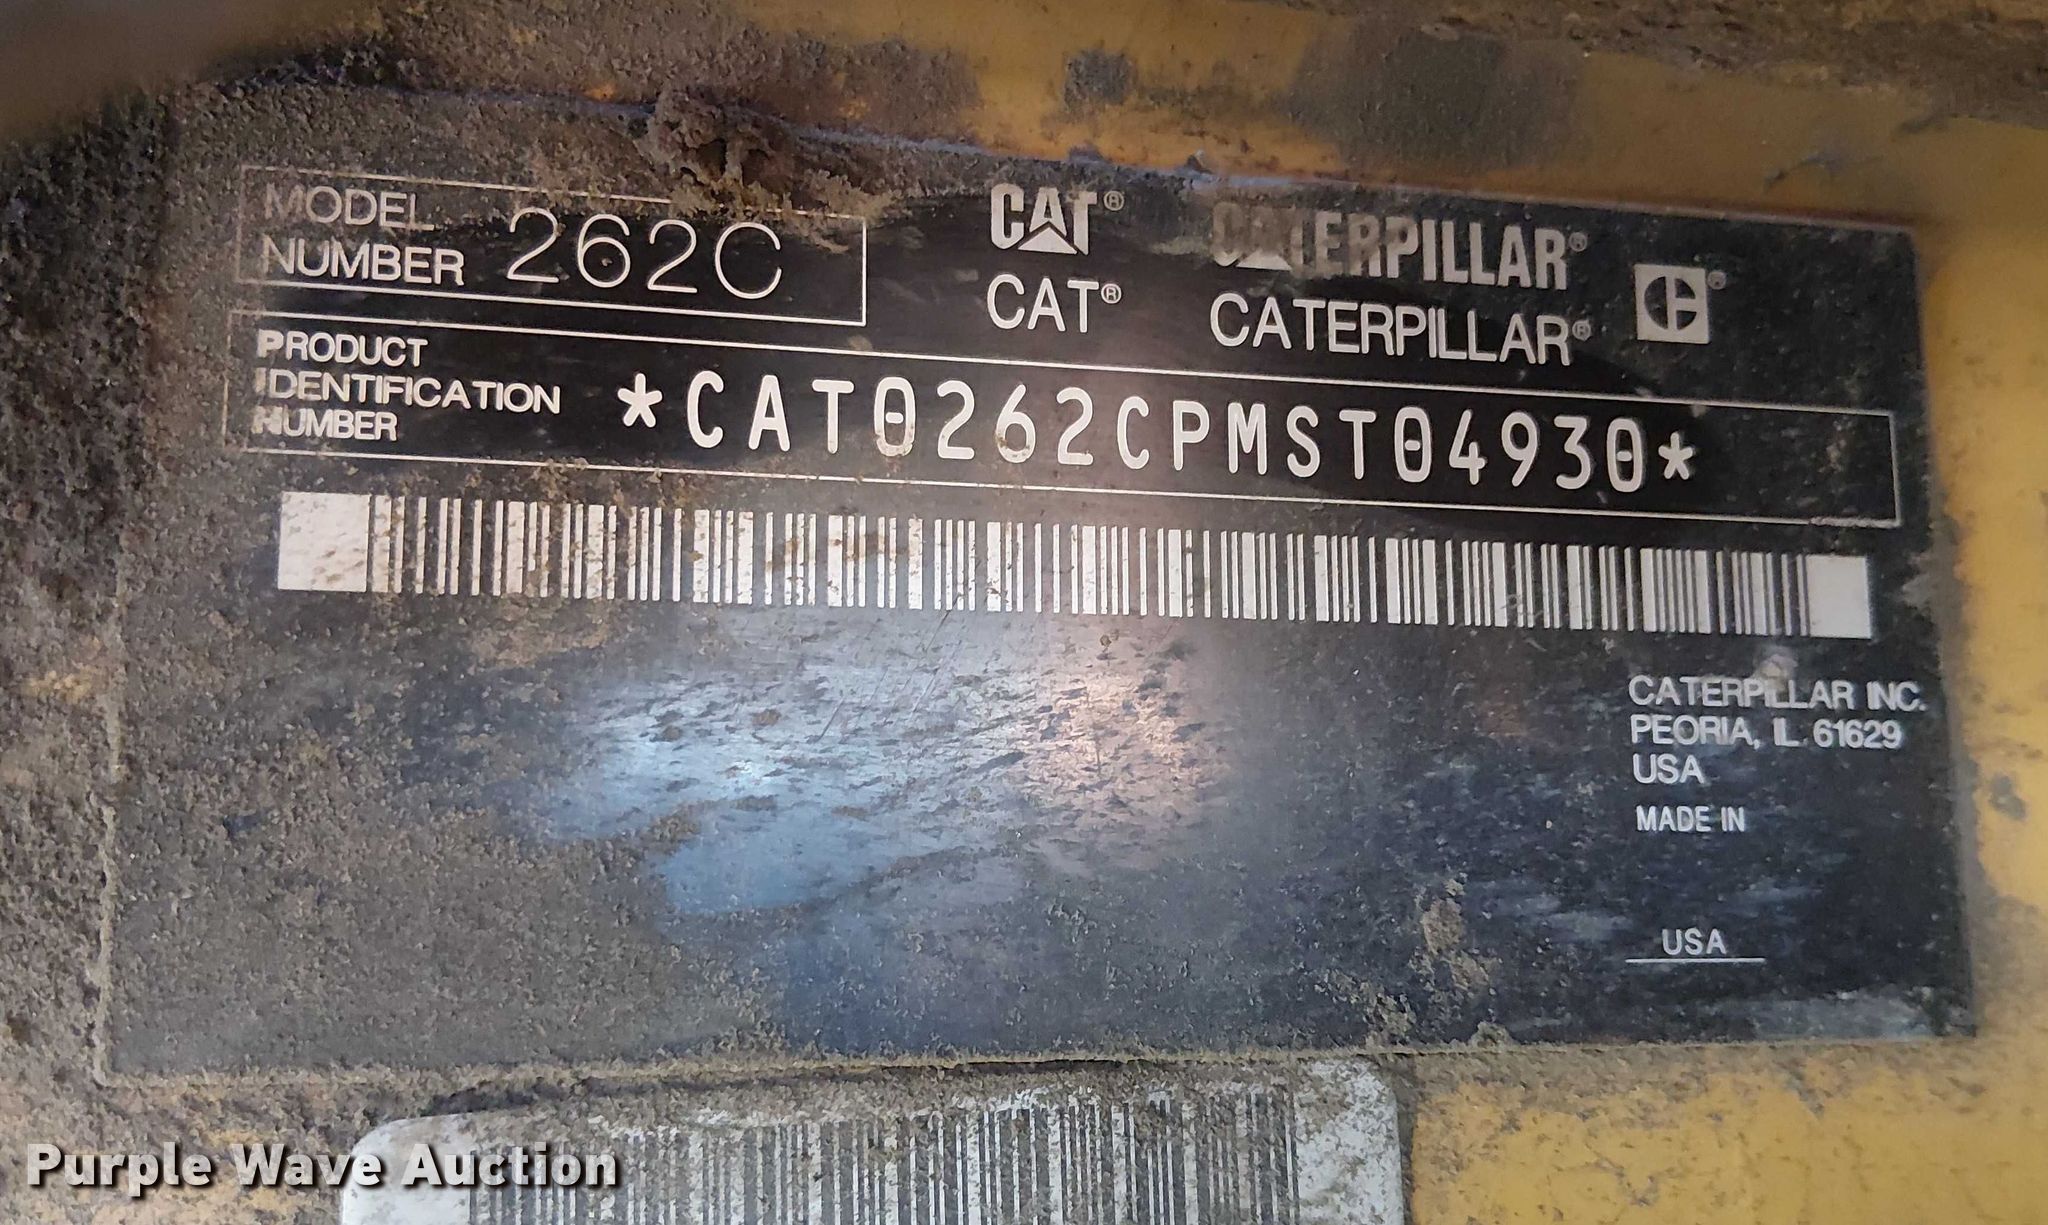 MODEL
NUMBER 262C
CAT® CATERPILLAR®
CAT® CATERPILLAR® ®
PRODUCT
IDENTIFICATION
NUMBER
*CAT0262CPMST04930*
CATERPILLAR INC.
PEORIA, IL 61629
USA
MADE IN
USA
Purple Wave Auction